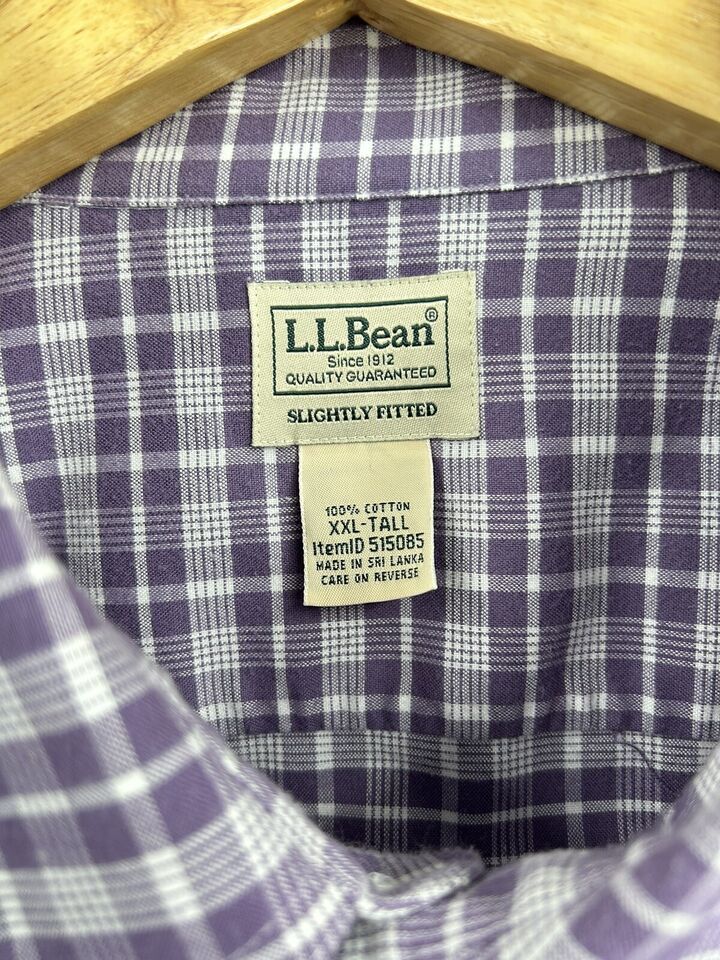 L.L.Bean®
Since 1912
QUALITY GUARANTEED
SLIGHTLY FITTED
100% COTTON
XXL-TALL
ItemID 515085
MADE IN SRI LANKA
CARE ON REVERSE